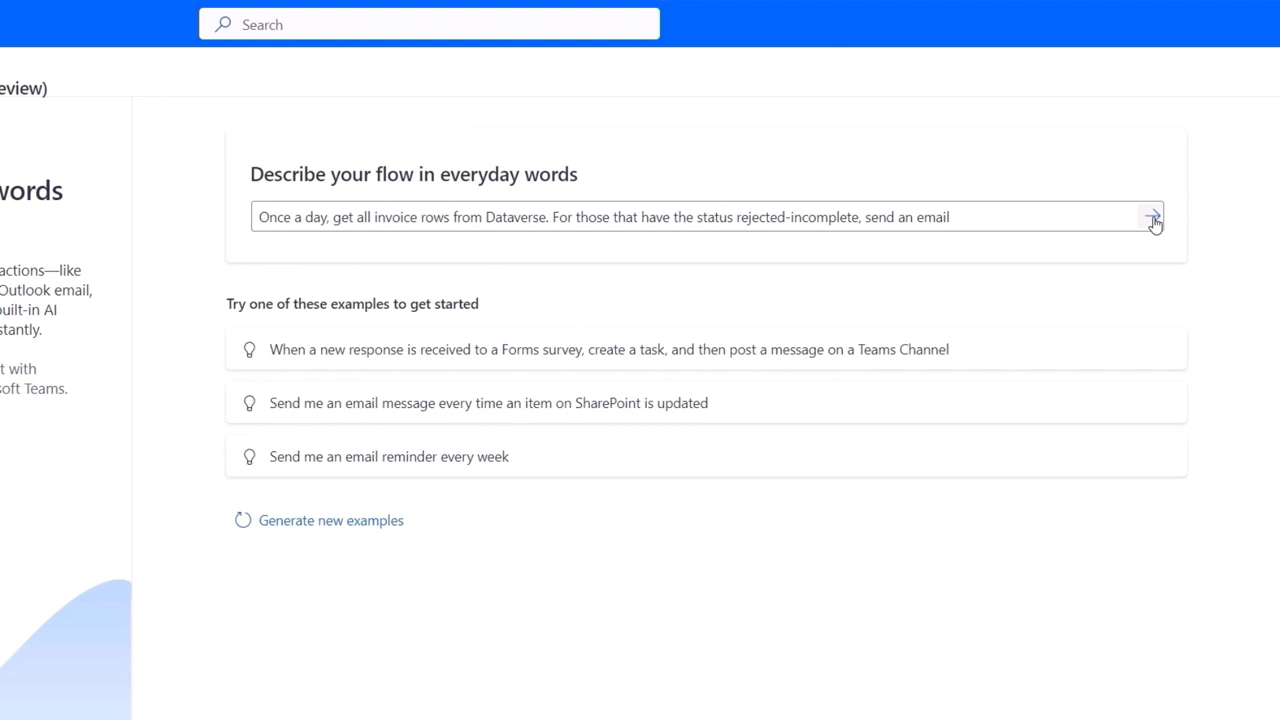 Search
eview)
words
actions—like
Outlook email,
built-in AI
stantly.
t with
soft Teams.
Describe your flow in everyday words
Once a day, get all invoice rows from Dataverse. For those that have the status rejected-incomplete, send an email
Try one of these examples to get started
When a new response is received to a Forms survey, create a task, and then post a message on a Teams Channel
Send me an email message every time an item on SharePoint is updated
Send me an email reminder every week
Generate new examples